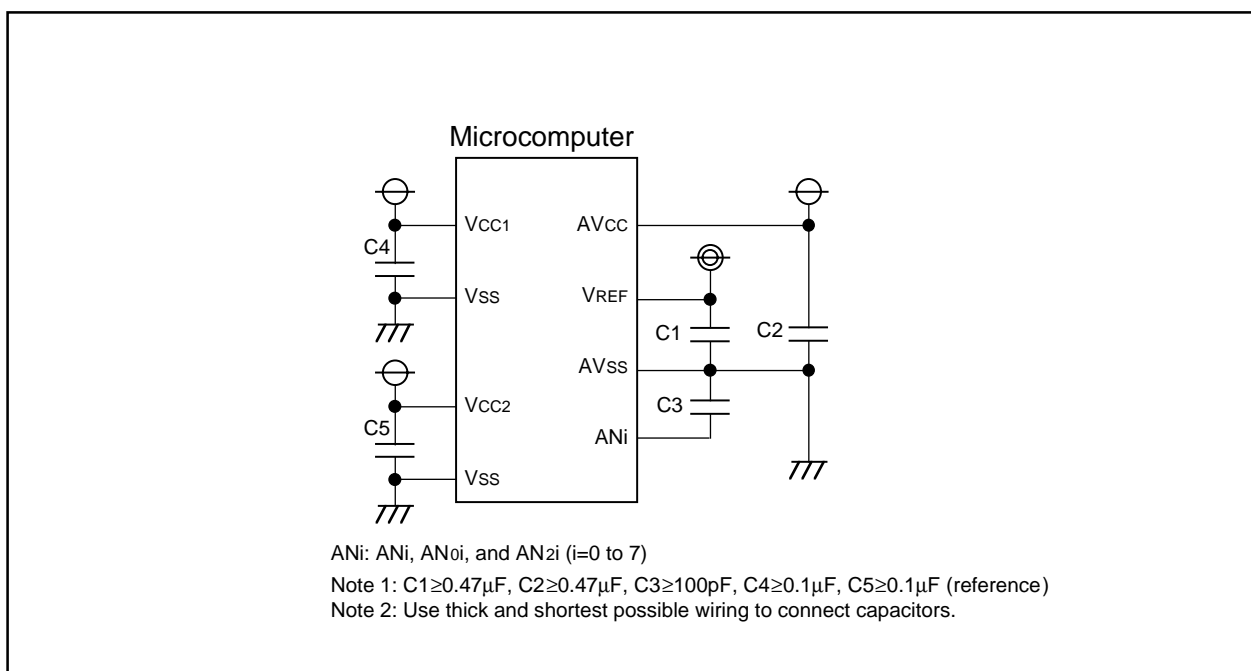 Microcomputer
VCC1
AVCC
C4
VREF
VSS
C1
C2
AVSS
C3
VCC2
C5
ANi
VSS
ANi: ANi, AN0i, and AN2i (i=0 to 7)
Note 1: C1≥0.47μF, C2≥0.47μF, C3≥100pF, C4≥0.1μF, C5≥0.1μF (reference)
Note 2: Use thick and shortest possible wiring to connect capacitors.